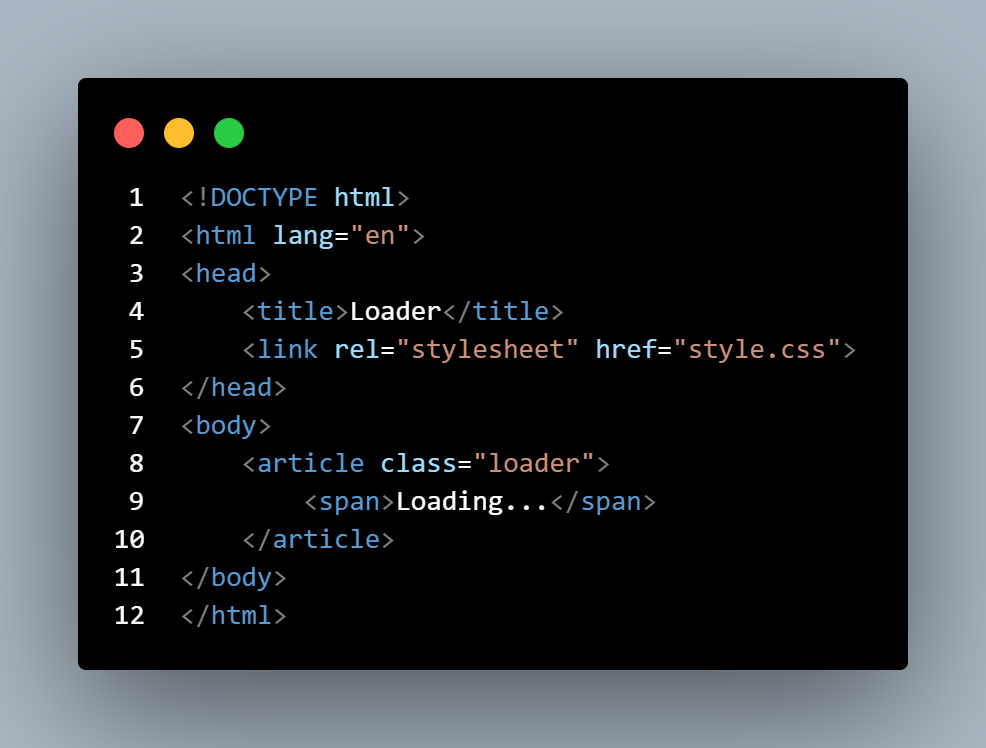 1 <!DOCTYPE html>
2 <html lang="en">
3 <head>
4     <title>Loader</title>
5     <link rel="stylesheet" href="style.css">
6 </head>
7 <body>
8     <article class="loader">
9         <span>Loading...</span>
10     </article>
11 </body>
12 </html>